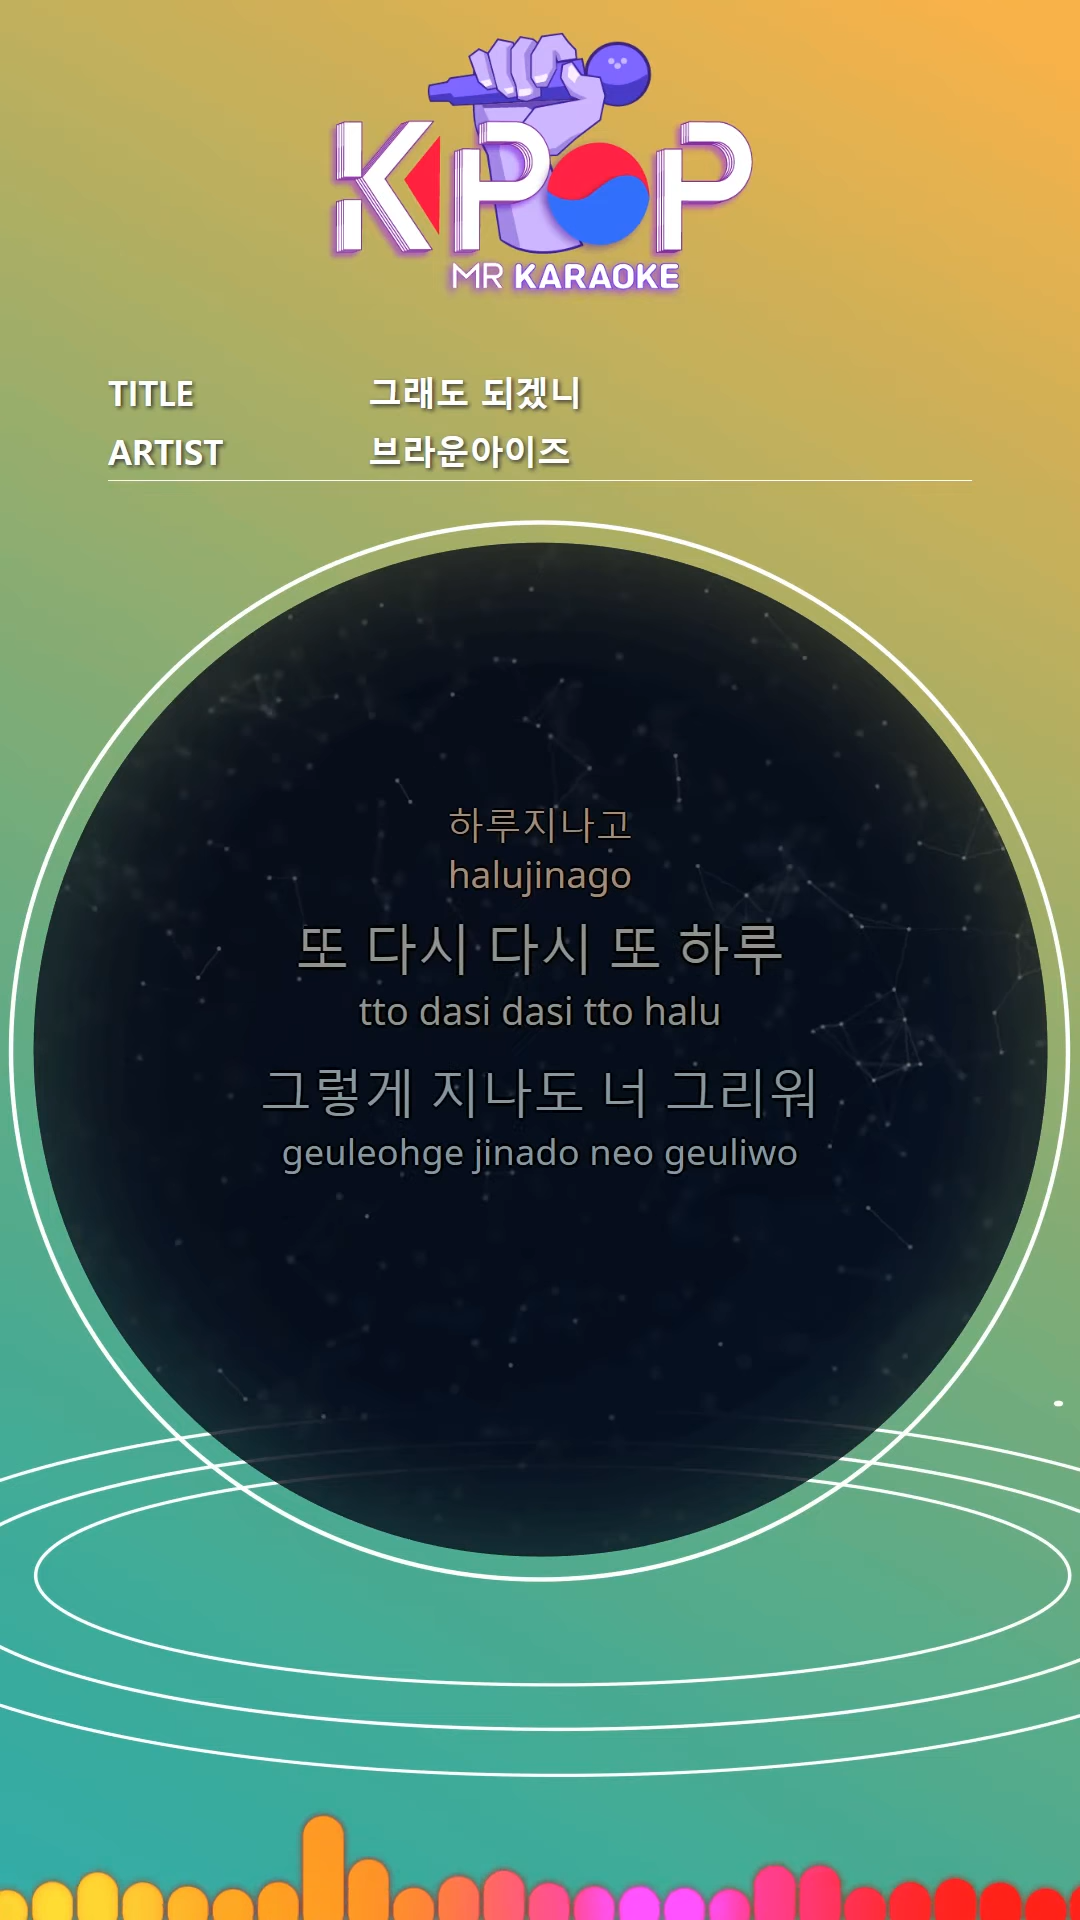 KPOP
MR KARAOKE
TITLE 그래도 되겠니
ARTIST 브라운아이즈
하루지나고
halujinago
또 다시 다시 또 하루
tto dasi dasi tto halu
그렇게 지나도 너 그리워
geuleohge jinado neo geuliwo